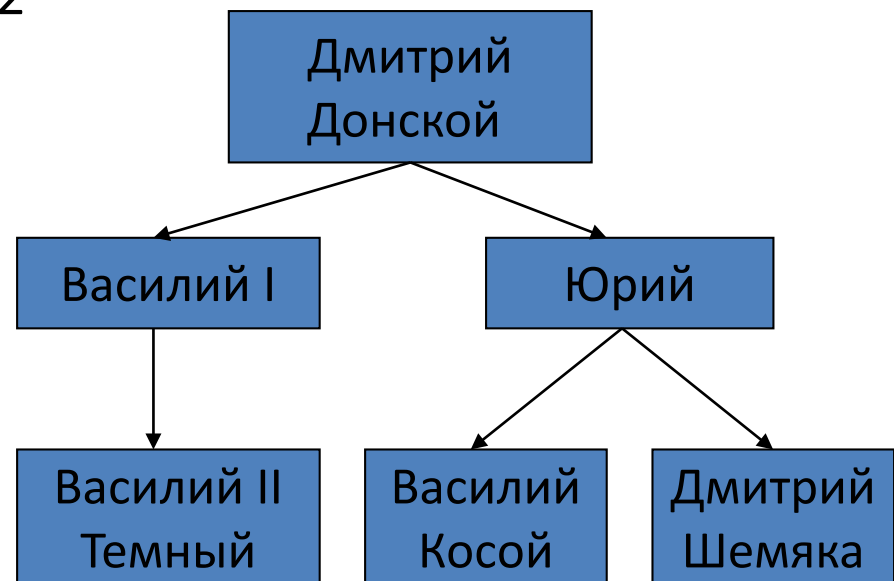 2
Дмитрий
Донской
Василий I
Юрий
Василий II
Темный
Василий
Косой
Дмитрий
Шемяка